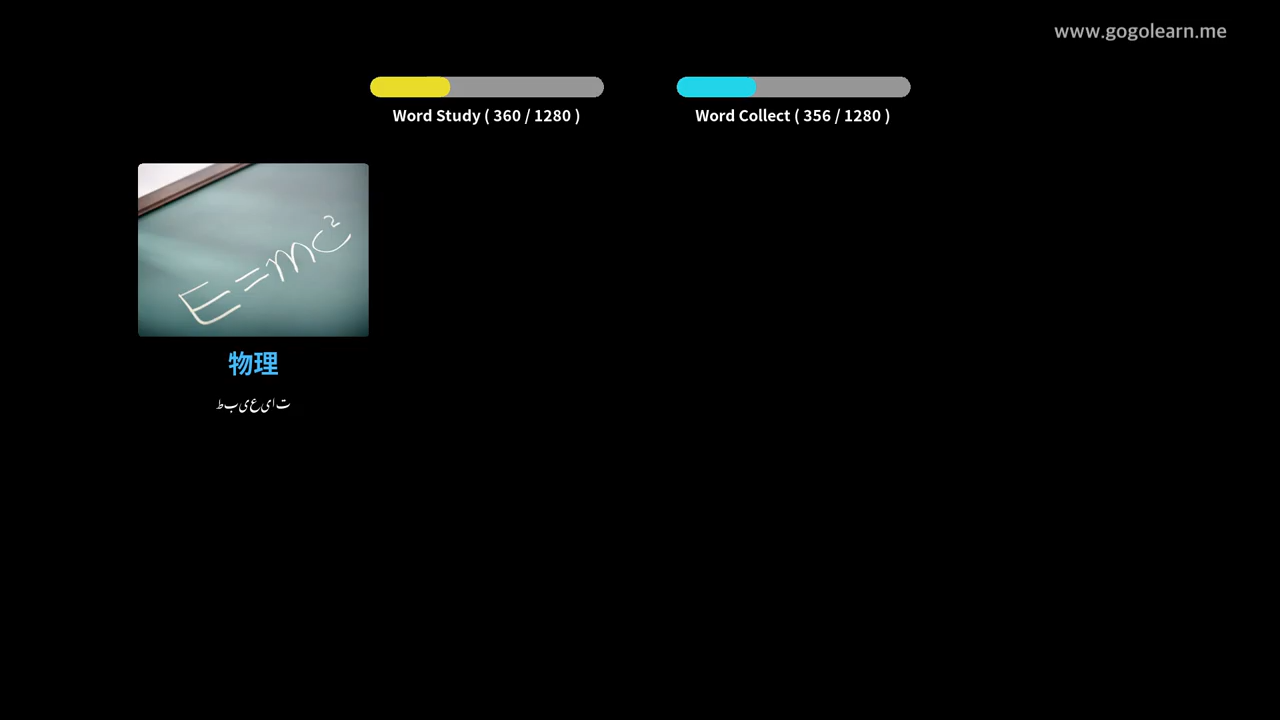 www.gogolearn.me
Word Study ( 360 / 1280 )
Word Collect ( 356 / 1280 )
E=mc²
物理
طبیعیات